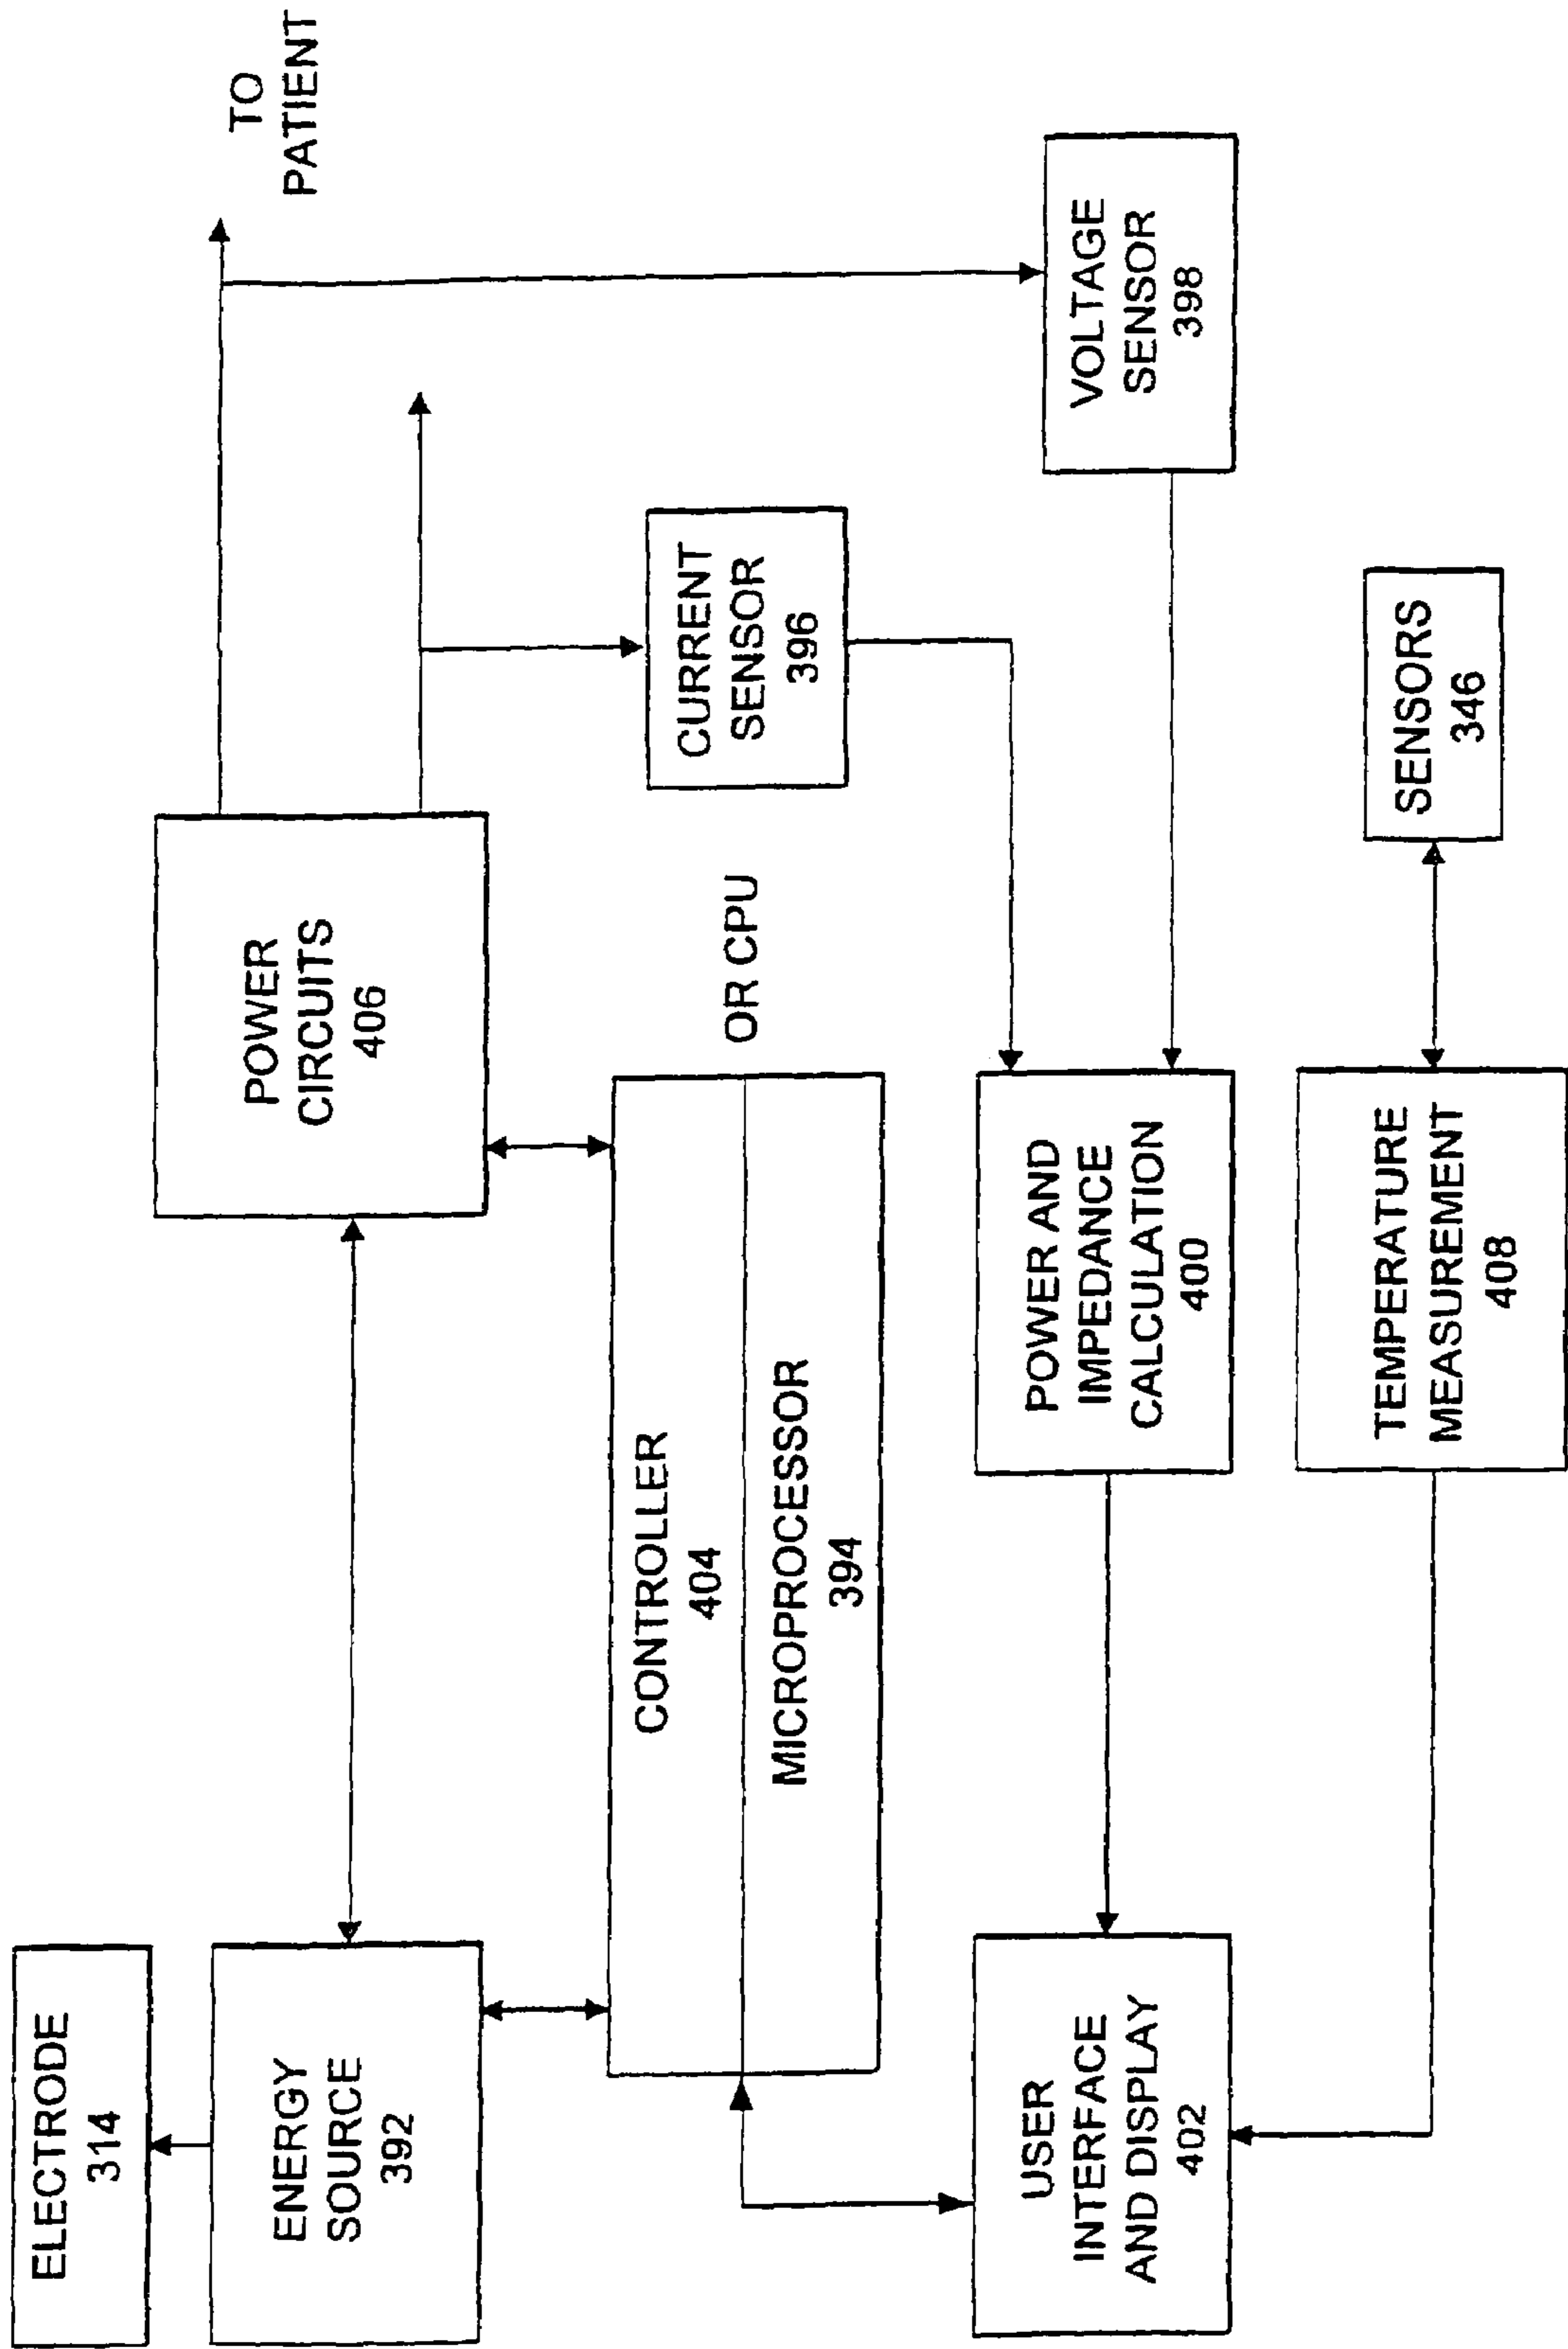 ELECTRODE
314
ENERGY
SOURCE
392
POWER
CIRCUITS
406
TO
PATIENT
CONTROLLER
404
MICROPROCESSOR
394
OR CPU
CURRENT
SENSOR
396
VOLTAGE
SENSOR
398
USER
INTERFACE
AND DISPLAY
402
POWER AND
IMPEDANCE
CALCULATION
400
TEMPERATURE
MEASUREMENT
408
SENSORS
346